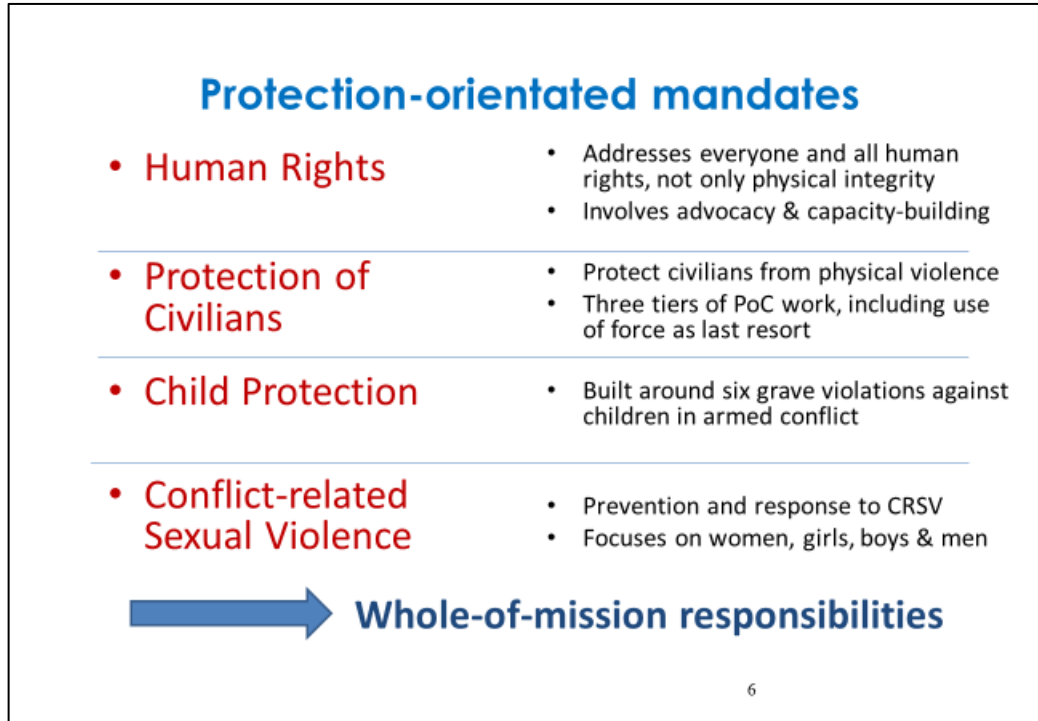 Protection-orientated mandates
• Human Rights
• Addresses everyone and all human
rights, not only physical integrity
• Involves advocacy & capacity-building
• Protection of
Civilians
• Protect civilians from physical violence
• Three tiers of PoC work, including use
of force as last resort
• Child Protection
• Built around six grave violations against
children in armed conflict
• Conflict-related
Sexual Violence
• Prevention and response to CRSV
• Focuses on women, girls, boys & men
Whole-of-mission responsibilities
6